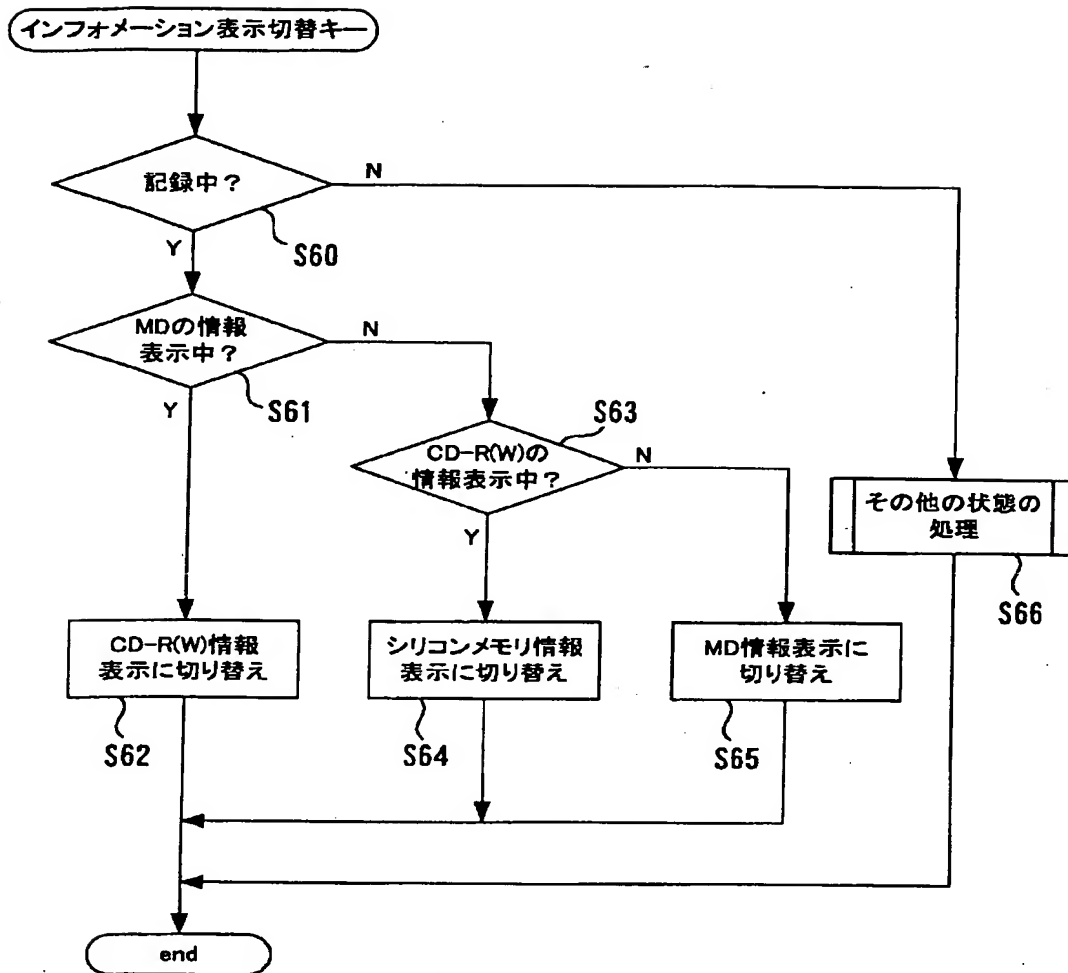 インフォメーション表示切替キー
記録中？
N
Y
S60
MDの情報
表示中？
N
Y
S61
S63
CD-R(W)の
情報表示中？
N
Y
その他の状態の
処理
S66
CD-R(W)情報
表示に切り替え
シリコンメモリ情報
表示に切り替え
MD情報表示に
切り替え
S62
S64
S65
end